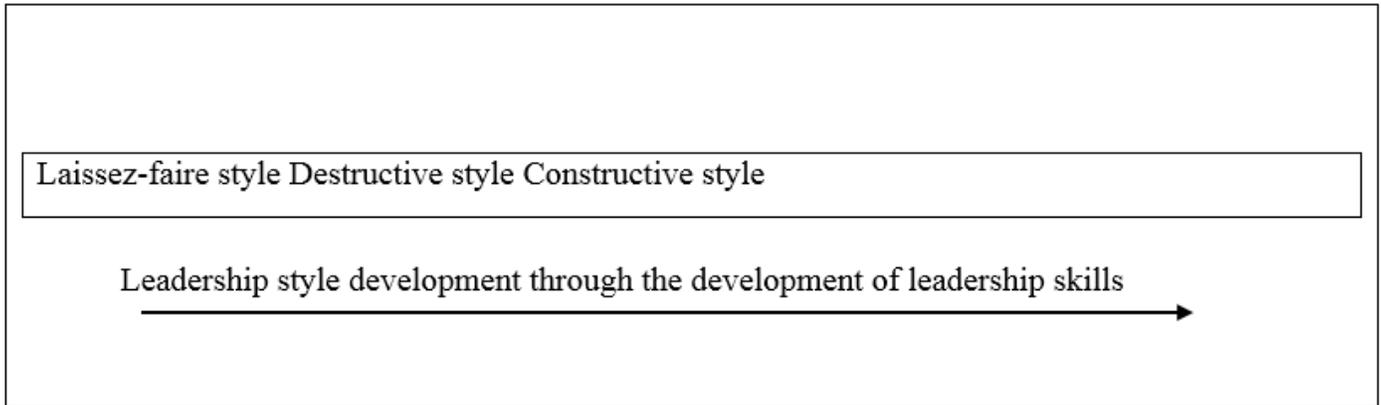 Laissez-faire style Destructive style Constructive style
Leadership style development through the development of leadership skills